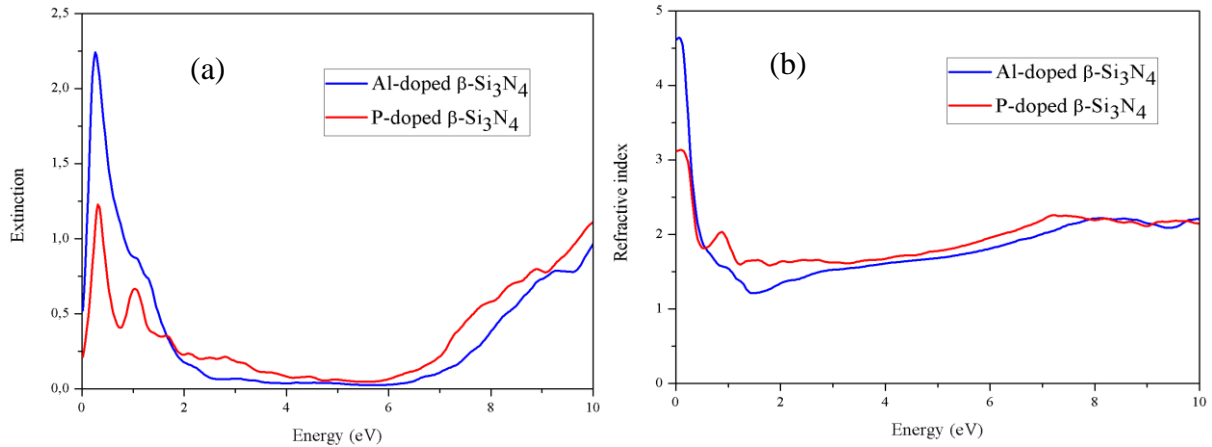 2,5
2,0
1,5
1,0
0,5
0,0
Extinction
(a)
Al-doped β-Si₃N₄
P-doped β-Si₃N₄
0
2
4
6
8
10
Energy (eV)
5
4
3
2
1
0
Refractive index
(b)
Al-doped β-Si₃N₄
P-doped β-Si₃N₄
0
2
4
6
8
10
Energy (eV)